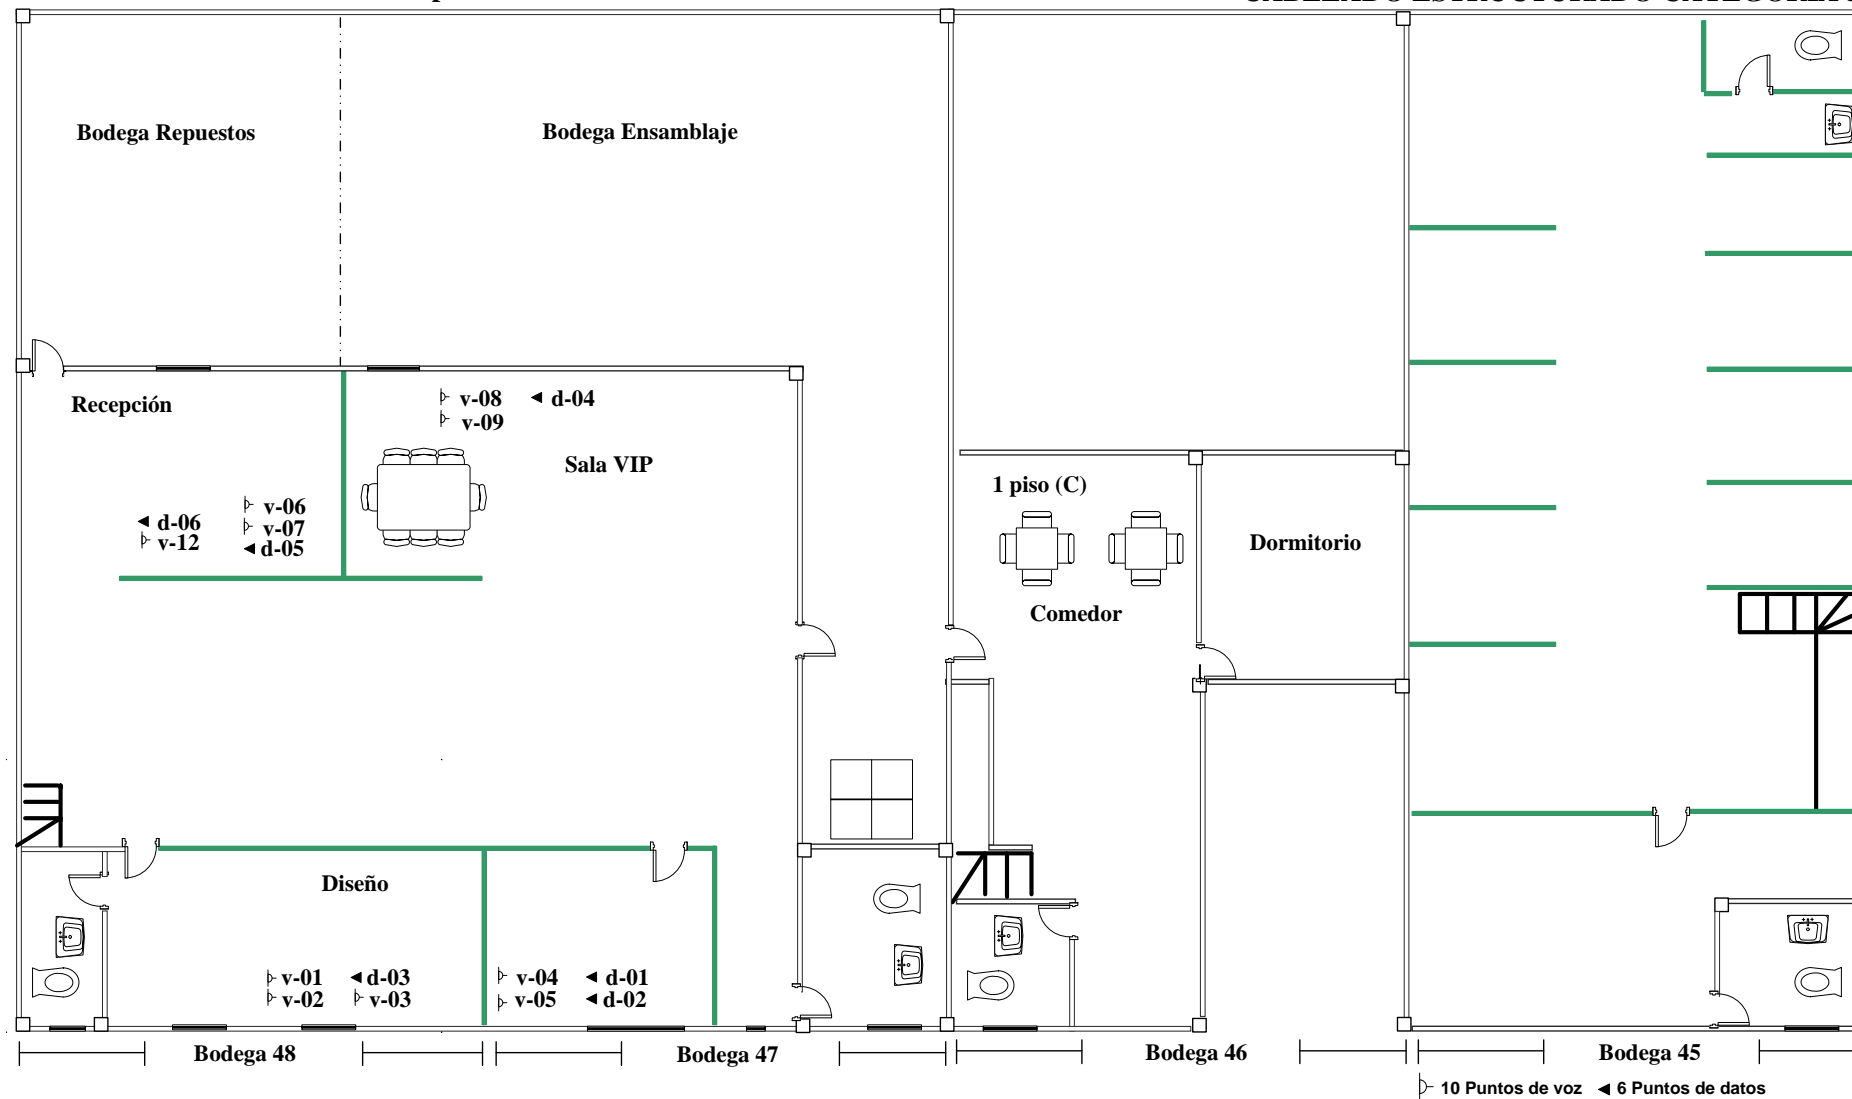 Bodega Repuestos
Bodega Ensamblaje
Recepción
v-08 d-04
v-09
Sala VIP
1 piso (C)
v-06
d-06
v-07
v-12
d-05
Dormitorio
Comedor
Diseño
v-01 d-03
v-02 v-03
v-04 d-01
v-05 d-02
Bodega 48
Bodega 47
Bodega 46
Bodega 45
10 Puntos de voz 6 Puntos de datos